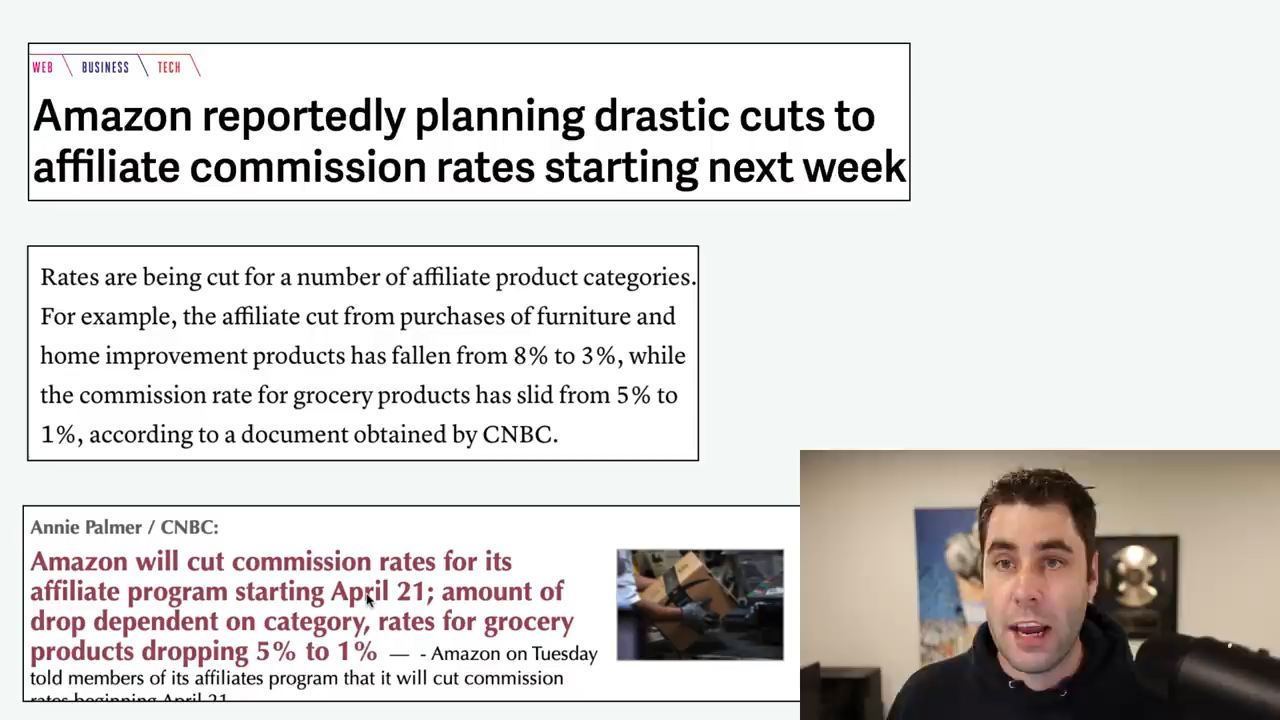 WEB BUSINESS TECH
Amazon reportedly planning drastic cuts to
affiliate commission rates starting next week
Rates are being cut for a number of affiliate product categories.
For example, the affiliate cut from purchases of furniture and
home improvement products has fallen from 8% to 3%, while
the commission rate for grocery products has slid from 5% to
1%, according to a document obtained by CNBC.
Annie Palmer / CNBC:
Amazon will cut commission rates for its
affiliate program starting April 21; amount of
drop dependent on category, rates for grocery
products dropping 5% to 1% — - Amazon on Tuesday
told members of its affiliates program that it will cut commission
rates beginning April 21